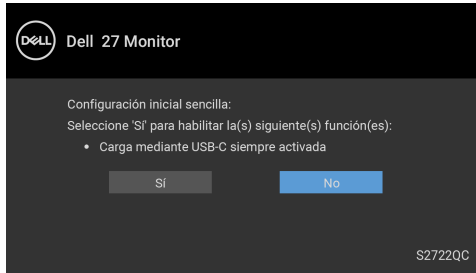 DELL Dell 27 Monitor
Configuración inicial sencilla:
Seleccione 'Sí' para habilitar la(s) siguiente(s) función(es):
• Carga mediante USB-C siempre activada
Sí No
S2722QC